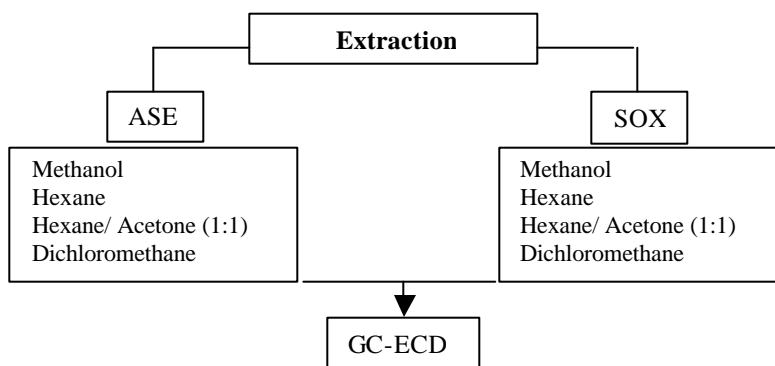 Extraction
ASE
Methanol
Hexane
Hexane/ Acetone (1:1)
Dichloromethane
SOX
Methanol
Hexane
Hexane/ Acetone (1:1)
Dichloromethane
GC-ECD